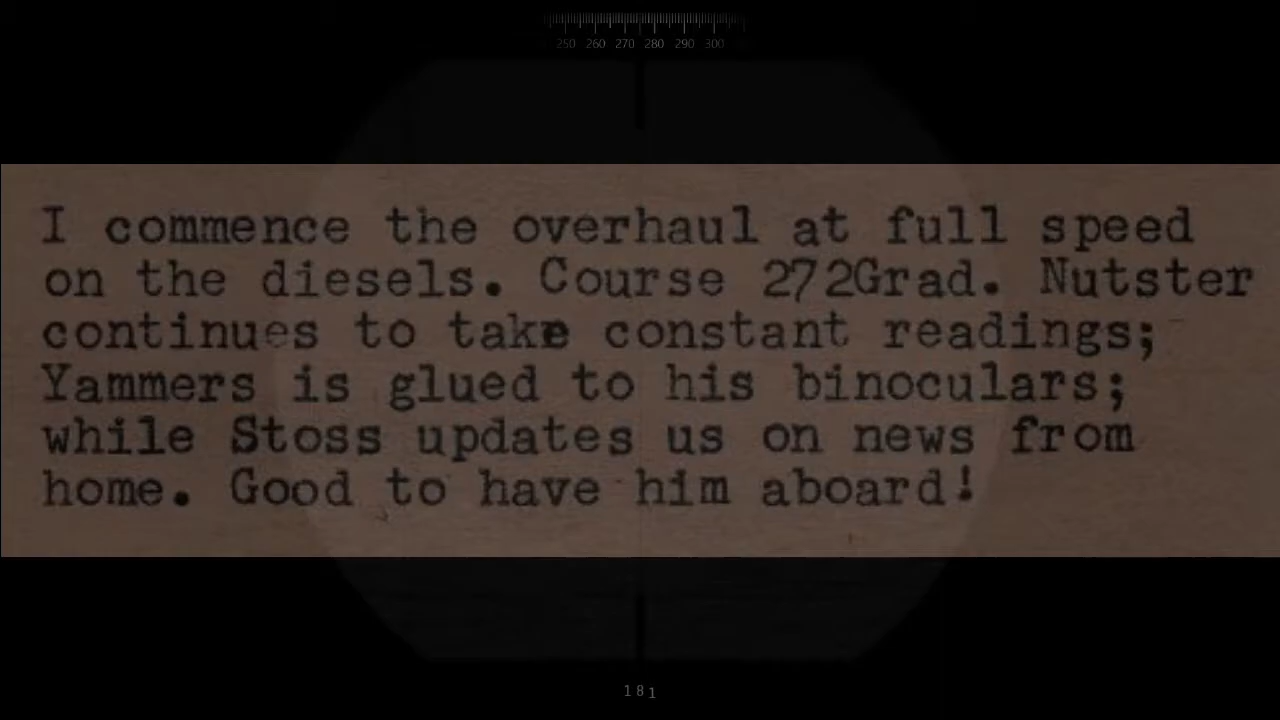 250 260 270 280 290 300
I commence the overhaul at full speed
on the diesels. Course 272Grad. Nutster
continues to take constant readings;
Yammers is glued to his binoculars;
while Stoss updates us on news from
home. Good to have him aboard!
181